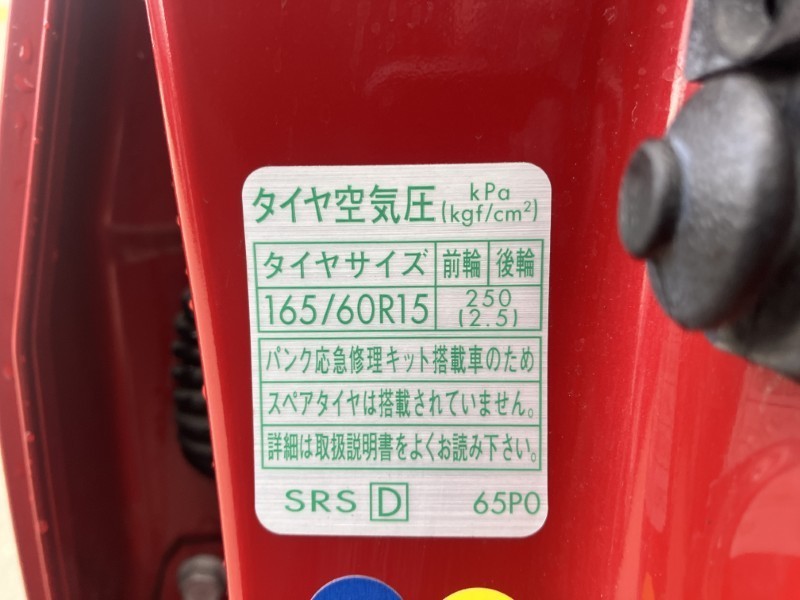 タイヤ空気圧 kPa (kgf/cm²)
タイヤサイズ 前輪 後輪
165/60R15 250 (2.5)
パンク応急修理キット搭載車のため
スペアタイヤは搭載されていません。
詳細は取扱説明書をよくお読み下さい。
SRS D 65P0